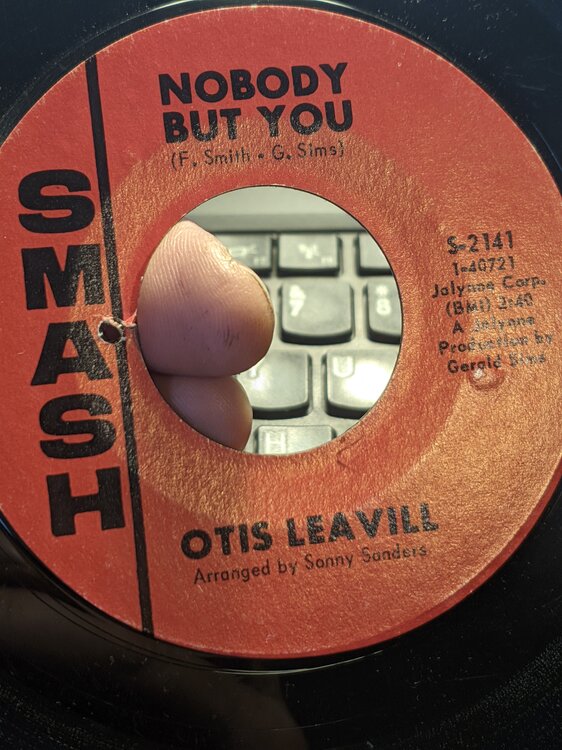 NOBODY
BUT YOU
(F. Smith • G. Sims)
SMASH
S-2141
1-40721
Jalynne Corp.
(BMI) 2:40
A Jalynne
Production by
Gerald Sims
7
8
U
OTIS LEAVILL
Arranged by Sonny Sanders